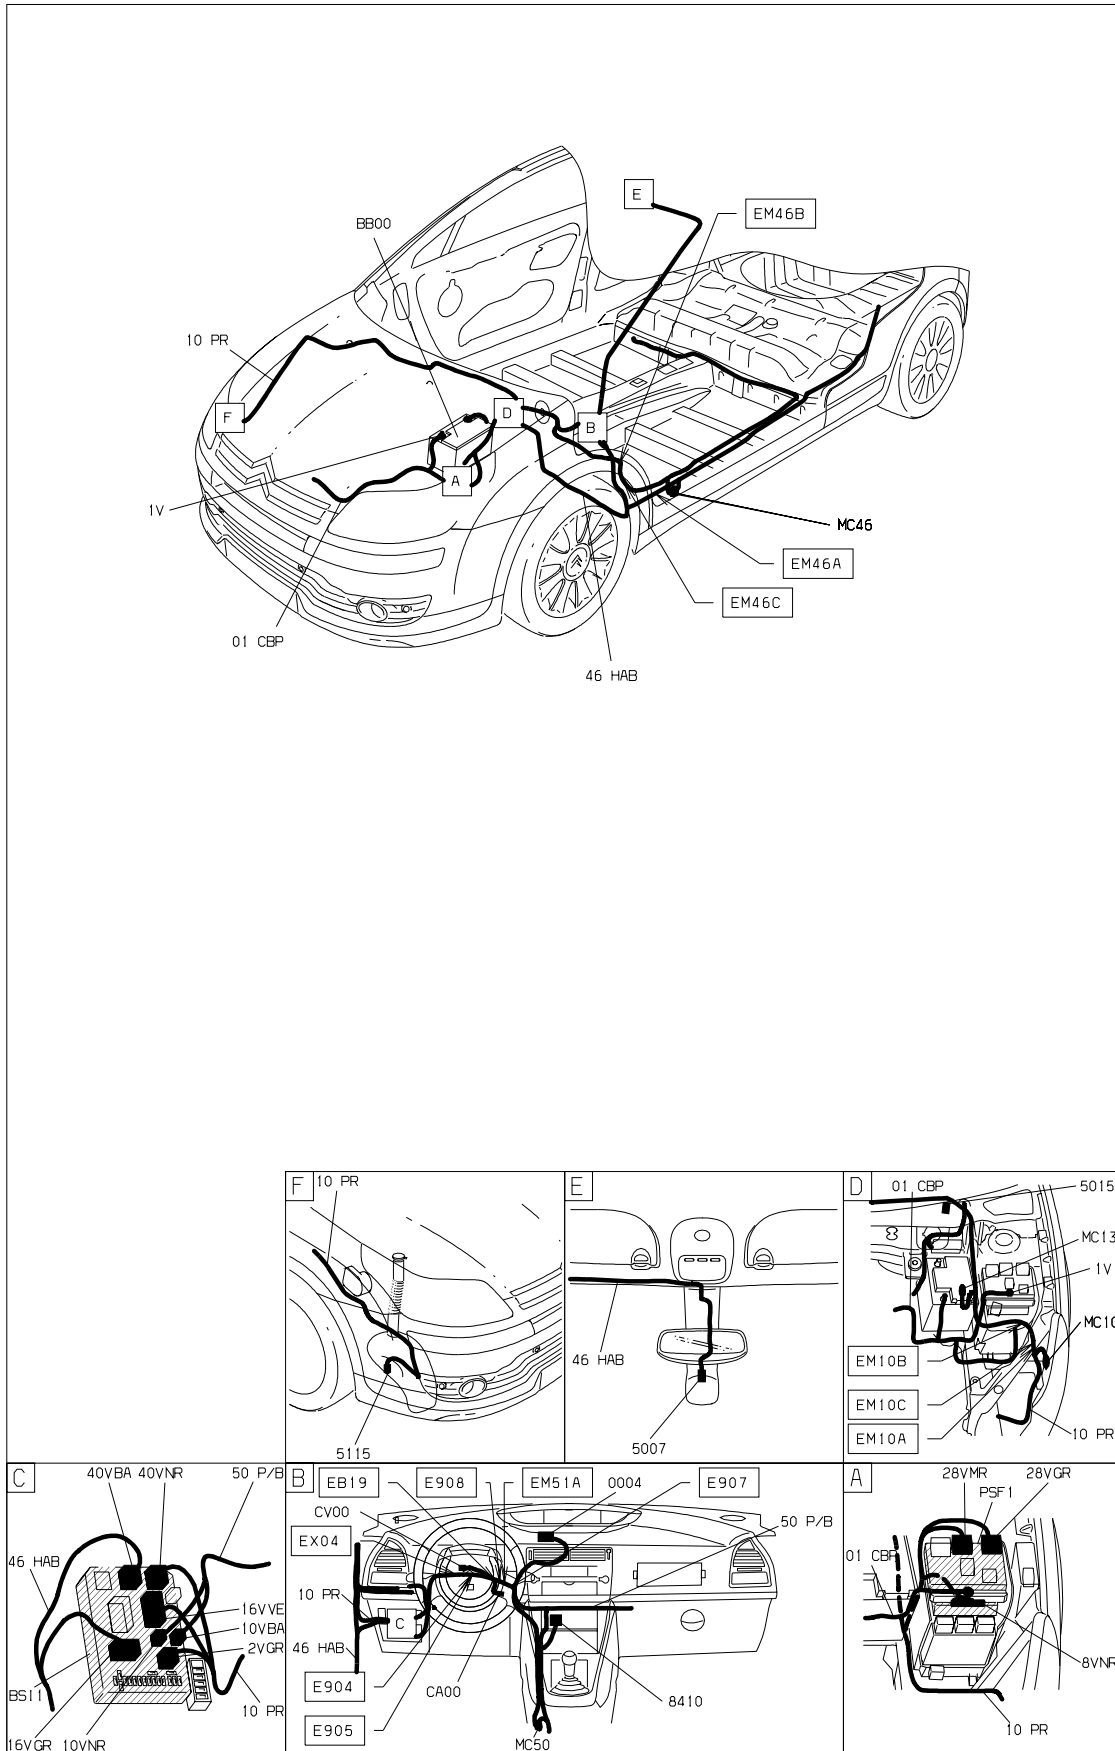 E
EM46B
BB00
10 PR
F
D
B
A
1V
MC46
EM46A
EM46C
01 CBP
46 HAB
F
10 PR
5115
E
46 HAB
5007
D
01 CBP
5015
MC13
1V
MC10
EM10B
EM10C
EM10A
10 PR
C
40VBA 40VNR
50 P/B
46 HAB
16VVE
10VBA
2VGR
BSI1
10 PR
16VGR 10VNR
B
EB19
E908
EM51A
0004
E907
CV00
EX04
50 P/B
10 PR
C
46 HAB
E904
CA00
8410
E905
MC50
A
28VMR
28VGR
PSF1
01 CBP
8VNR
10 PR